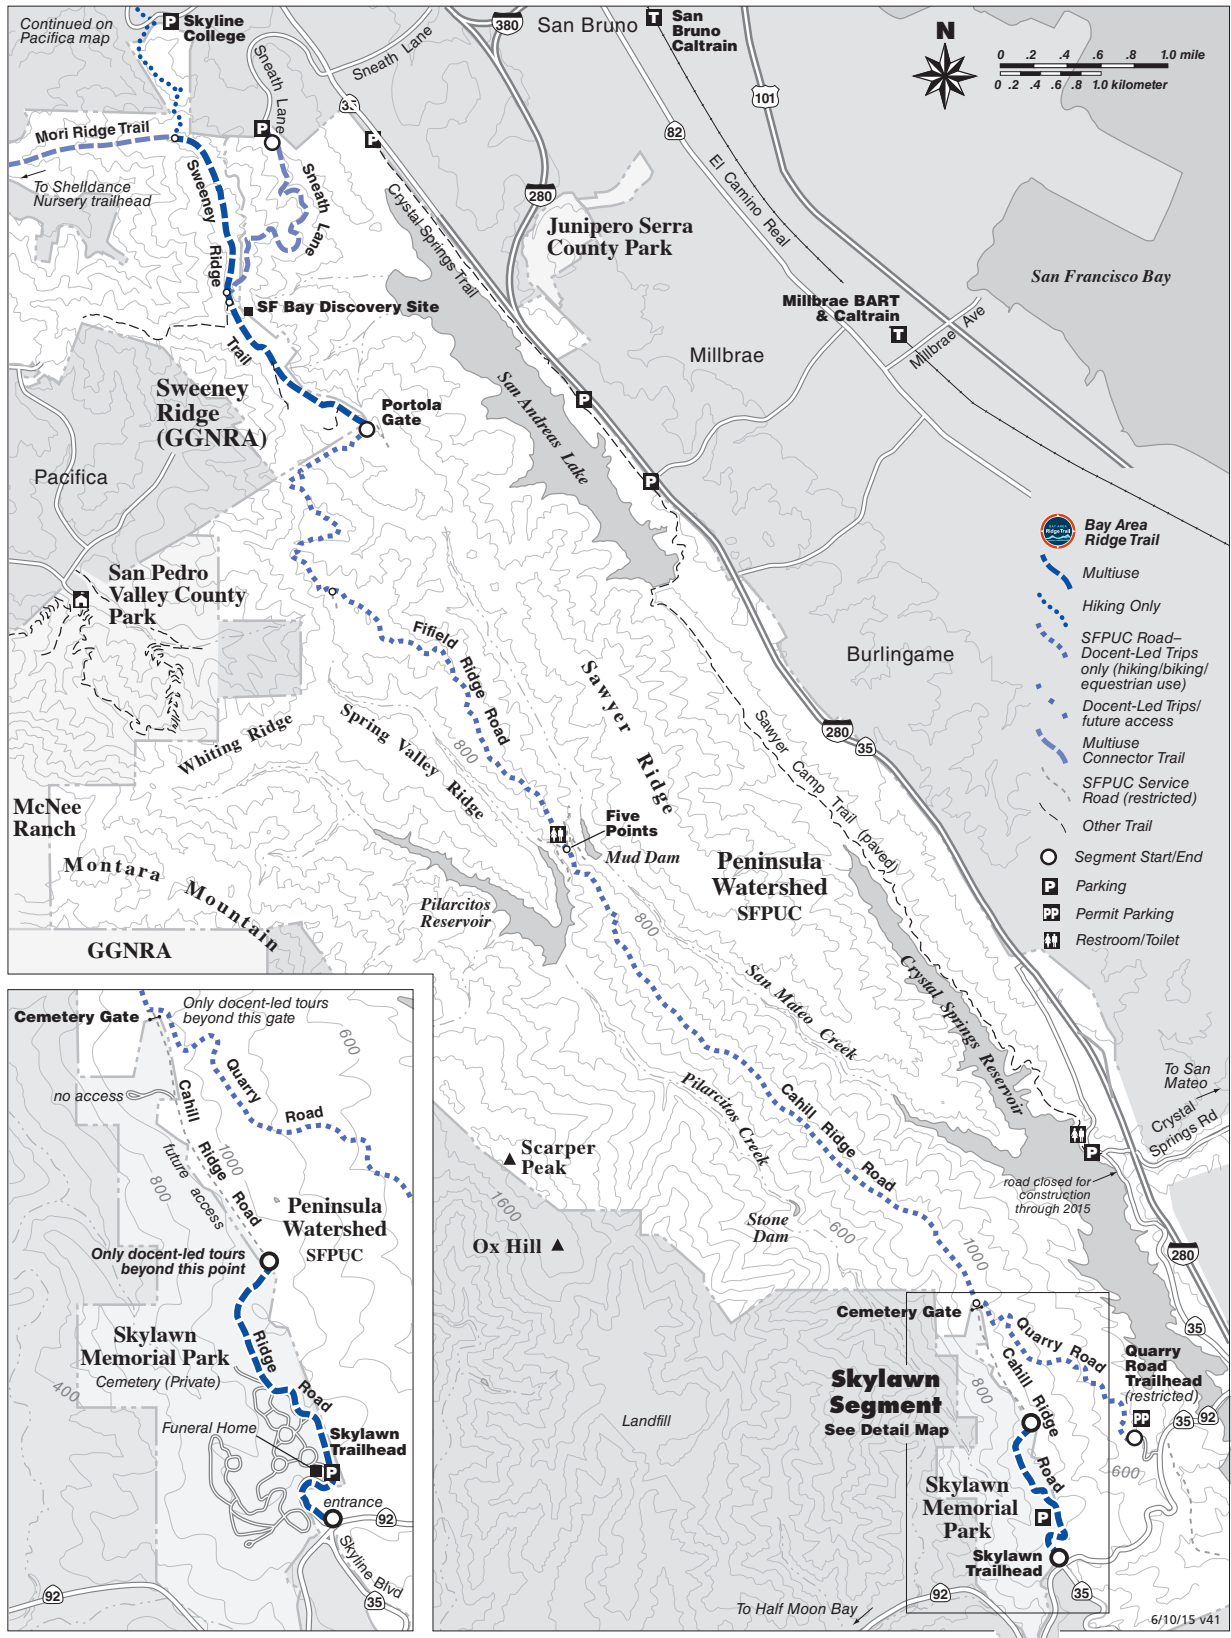 Continued on
Pacifica map
P
Skyline
College
Sneath Lane
Sneath Lane
380
San Bruno
T
San
Bruno
Caltrain
N
0 .2 .4 .6 .8 1.0 mile
0 .2 .4 .6 .8 1.0 kilometer
101
82
35
P
P
Mori Ridge Trail
To Shelldance
Nursery trailhead
Sweeney
Ridge
Trail
Sneath Lane
Crystal Springs Trail
280
El Camino Real
Junipero Serra
County Park
San Francisco Bay
SF Bay Discovery Site
Millbrae BART
& Caltrain
T
Millbrae Ave
Millbrae
Sweeney
Ridge
(GGNRA)
Portola
Gate
San Andreas Lake
P
P
Pacifica
San Pedro
Valley County
Park
Bay Area
Ridge Trail
Multiuse
Hiking Only
SFPUC Road–
Docent-Led Trips
only (hiking/biking/
equestrian use)
Docent-Led Trips/
future access
Multiuse
Connector Trail
SFPUC Service
Road (restricted)
Other Trail
Segment Start/End
P
Parking
PP
Permit Parking
Restroom/Toilet
Fifield Ridge Road
Sawyer Ridge
Burlingame
280
35
Sawyer Camp Trail (paved)
Whiting Ridge
Spring Valley Ridge
800
McNee
Ranch
Montara Mountain
GGNRA
Five
Points
Mud Dam
Pilarcitos
Reservoir
Peninsula
Watershed
SFPUC
800
San Mateo Creek
Crystal Springs Reservoir
Pilarcitos Creek
Cahill Ridge Road
To San
Mateo
Crystal
Springs Rd
P
road closed for
construction
through 2015
Scarper
Peak
1600
Ox Hill
Stone
Dam
600
1000
280
35
Cemetery Gate
Quarry Road
Cahill Ridge Road
800
Quarry
Road
Trailhead
(restricted)
PP
35
92
600
Skylawn
Segment
See Detail Map
Landfill
Skylawn
Memorial
Park
P
Skylawn
Trailhead
35
92
To Half Moon Bay
6/10/15 v41
Only docent-led tours
beyond this gate
Cemetery Gate
600
Quarry Road
no access
Cahill Ridge Road
1000
future access
800
Peninsula
Watershed
SFPUC
Only docent-led tours
beyond this point
Skylawn
Memorial Park
Cemetery (Private)
Ridge Road
400
Funeral Home
Skylawn
Trailhead
P
entrance
92
Skyline Blvd
35
92